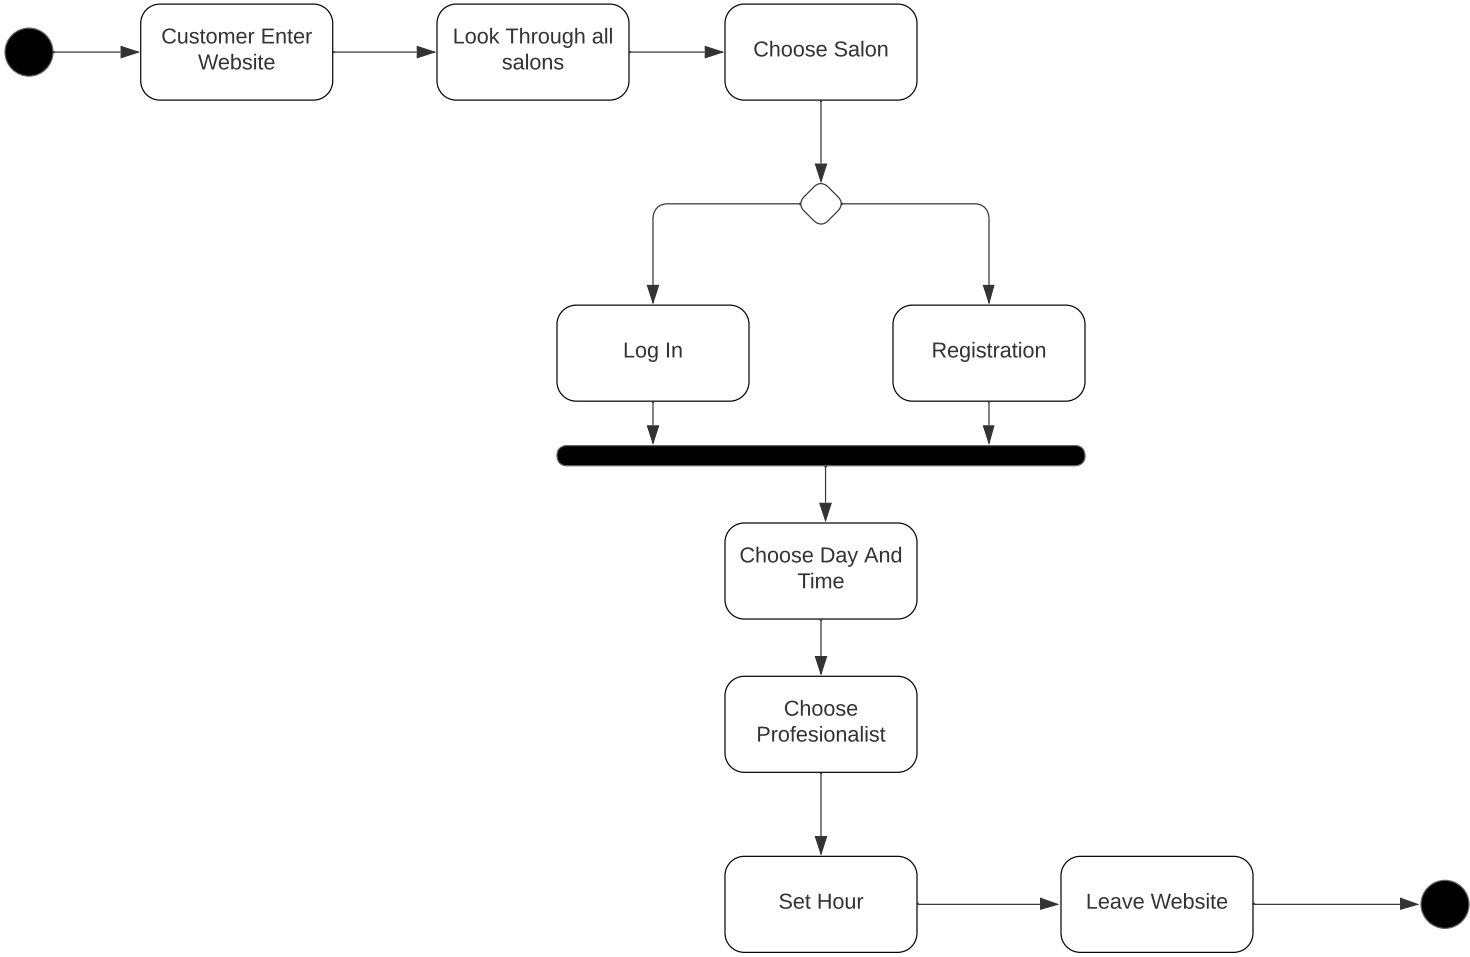 Customer Enter
Website
Look Through all
salons
Choose Salon
Log In
Registration
Choose Day And
Time
Choose
Profesionalist
Set Hour
Leave Website